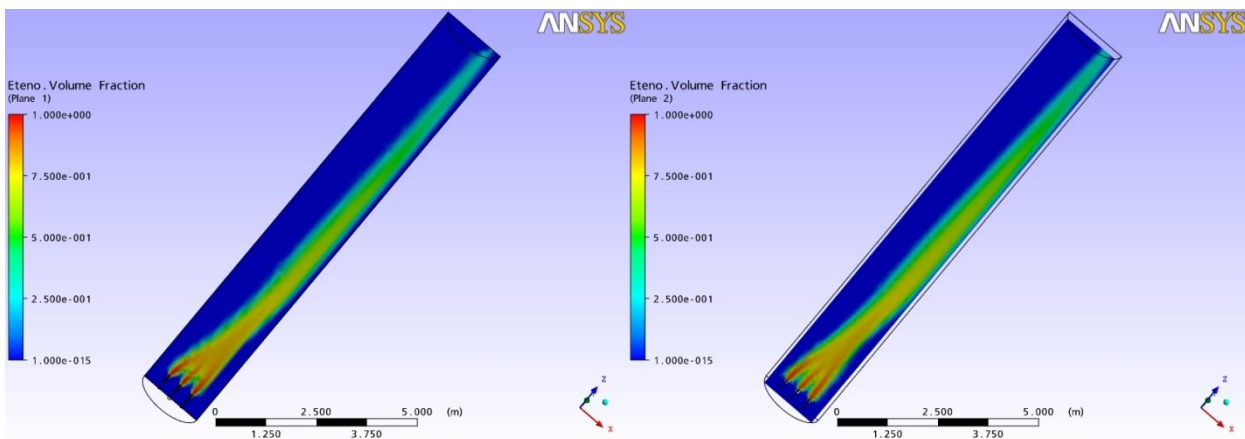 ANSYS
Eteno.Volume Fraction
(Plane 1)
1.000e+000
7.500e-001
5.000e-001
2.500e-001
1.000e-015
0 2.500 5.000 (m)
1.250 3.750
Z
X
ANSYS
Eteno.Volume Fraction
(Plane 2)
1.000e+000
7.500e-001
5.000e-001
2.500e-001
1.000e-015
0 2.500 5.000 (m)
1.250 3.750
Z
X